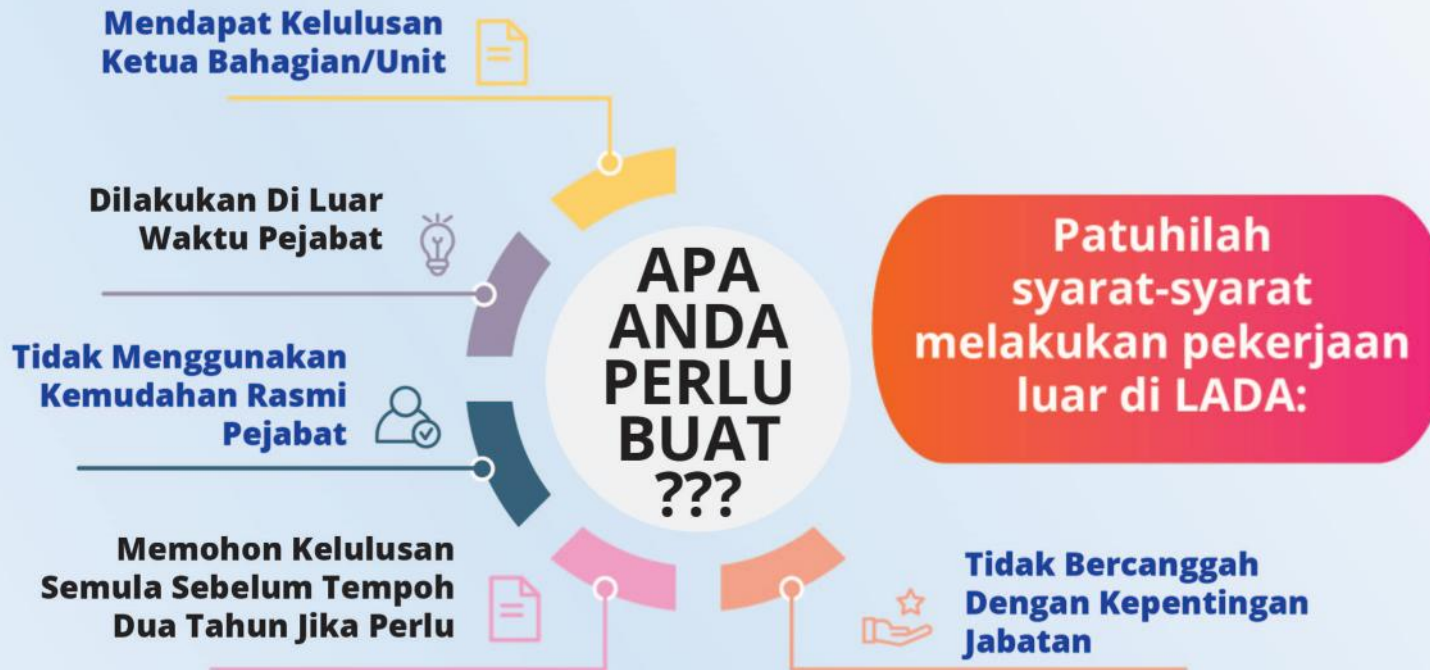 Mendapat Kelulusan
Ketua Bahagian/Unit
Dilakukan Di Luar
Waktu Pejabat
Tidak Menggunakan
Kemudahan Rasmi
Pejabat
Memohon Kelulusan
Semula Sebelum Tempoh
Dua Tahun Jika Perlu
APA
ANDA
PERLU
BUAT
???
Tidak Bercanggah
Dengan Kepentingan
Jabatan
Patuhilah
syarat-syarat
melakukan pekerjaan
luar di LADA: